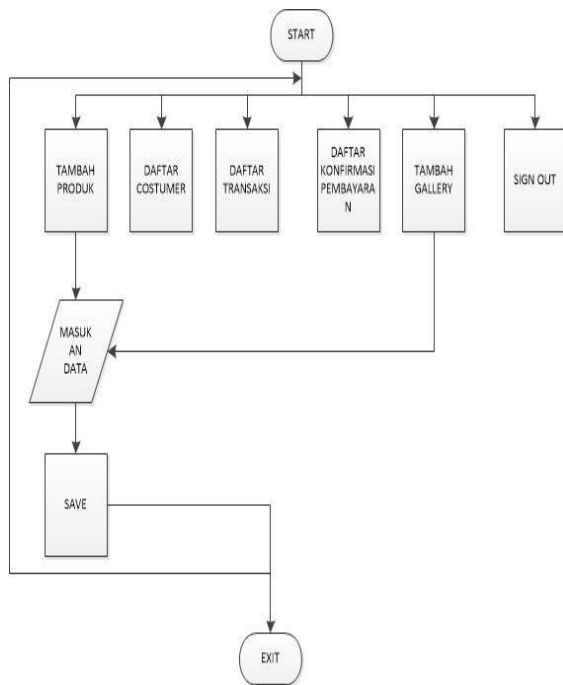 START
TAMBAH
PRODUK
DAFTAR
COSTUMER
DAFTAR
TRANSAKSI
DAFTAR
KONFIRMASI
PEMBAYARA
N
TAMBAH
GALLERY
SIGN OUT
MASUK
AN
DATA
SAVE
EXIT